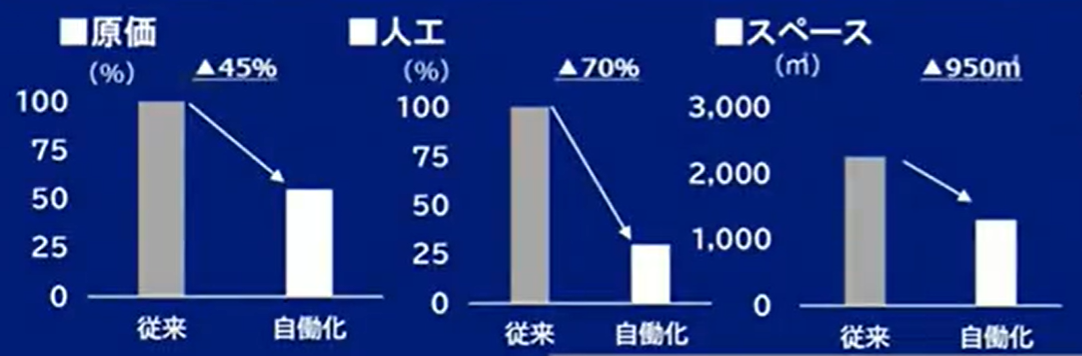 ■原価
(%)
▲45%
100
75
50
25
0
従来
自働化
■人工
(%)
▲70%
100
75
50
25
0
従来
自働化
■スペース
(㎡)
▲950㎡
3,000
2,000
1,000
0
従来
自働化